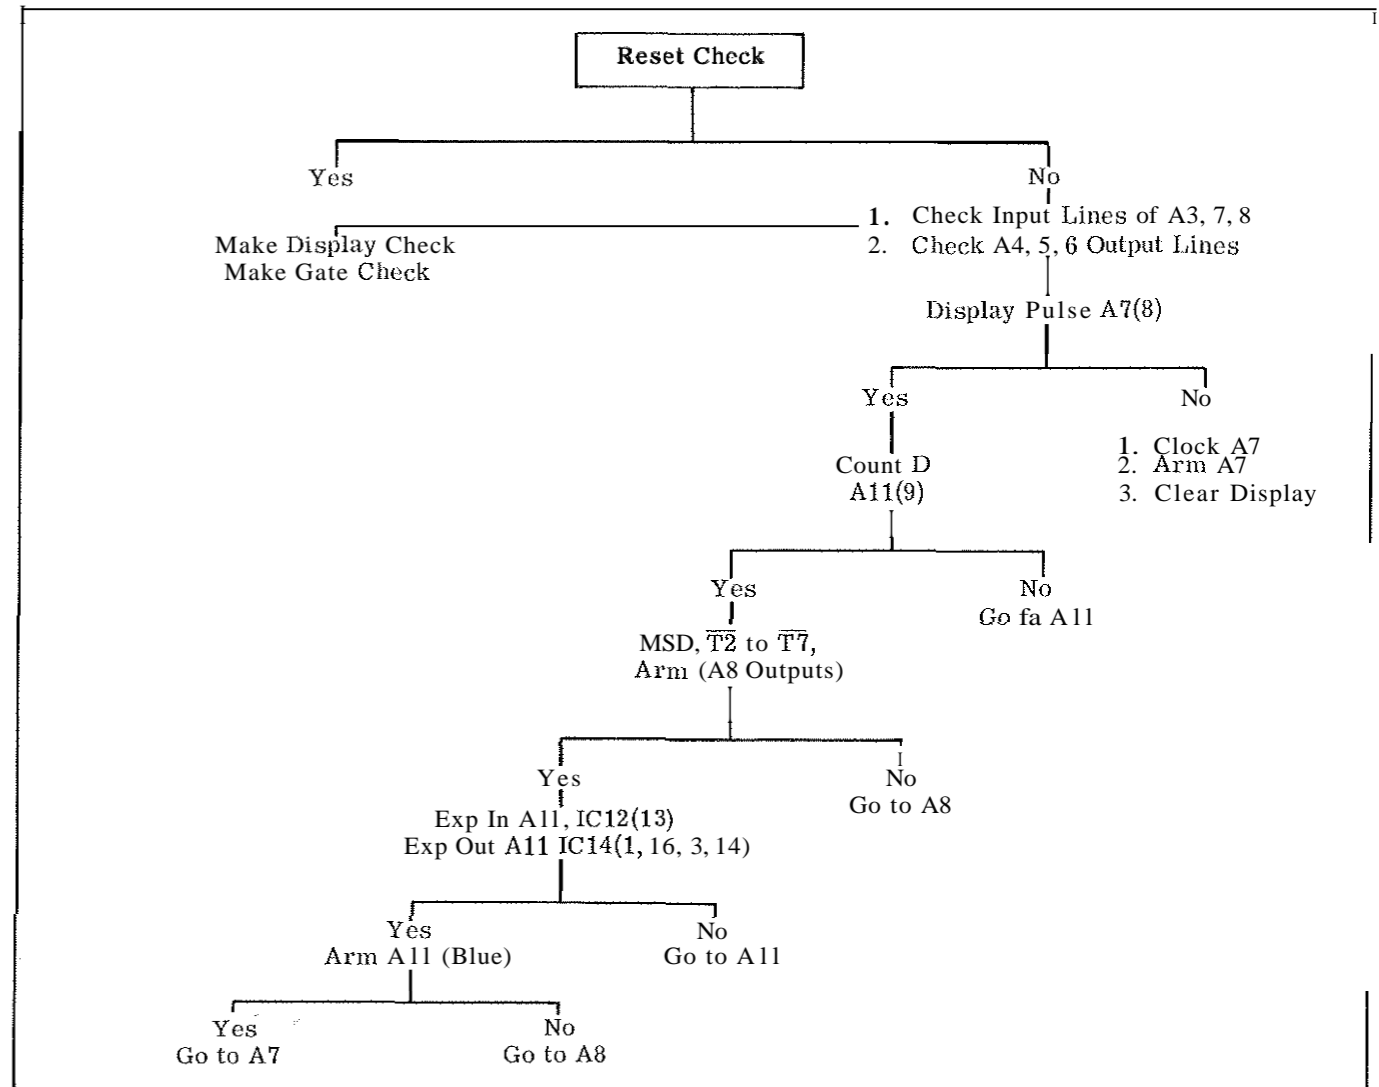 Reset Check
Yes
No
1. Check Input Lines of A3, 7, 8
2. Check A4, 5, 6 Output Lines
Make Display Check
Make Gate Check
Display Pulse A7(8)
Yes
No
Count D
A11(9)
1. Clock A7
2. Arm A7
3. Clear Display
Yes
No
Go fa A11
MSD, T̅2̅ to T̅7̅,
Arm (A8 Outputs)
Yes
No
Go to A8
Exp In A11, IC12(13)
Exp Out A11 IC14(1, 16, 3, 14)
Yes
No
Arm A11 (Blue)
Go to A11
Yes
No
Go to A7
Go to A8